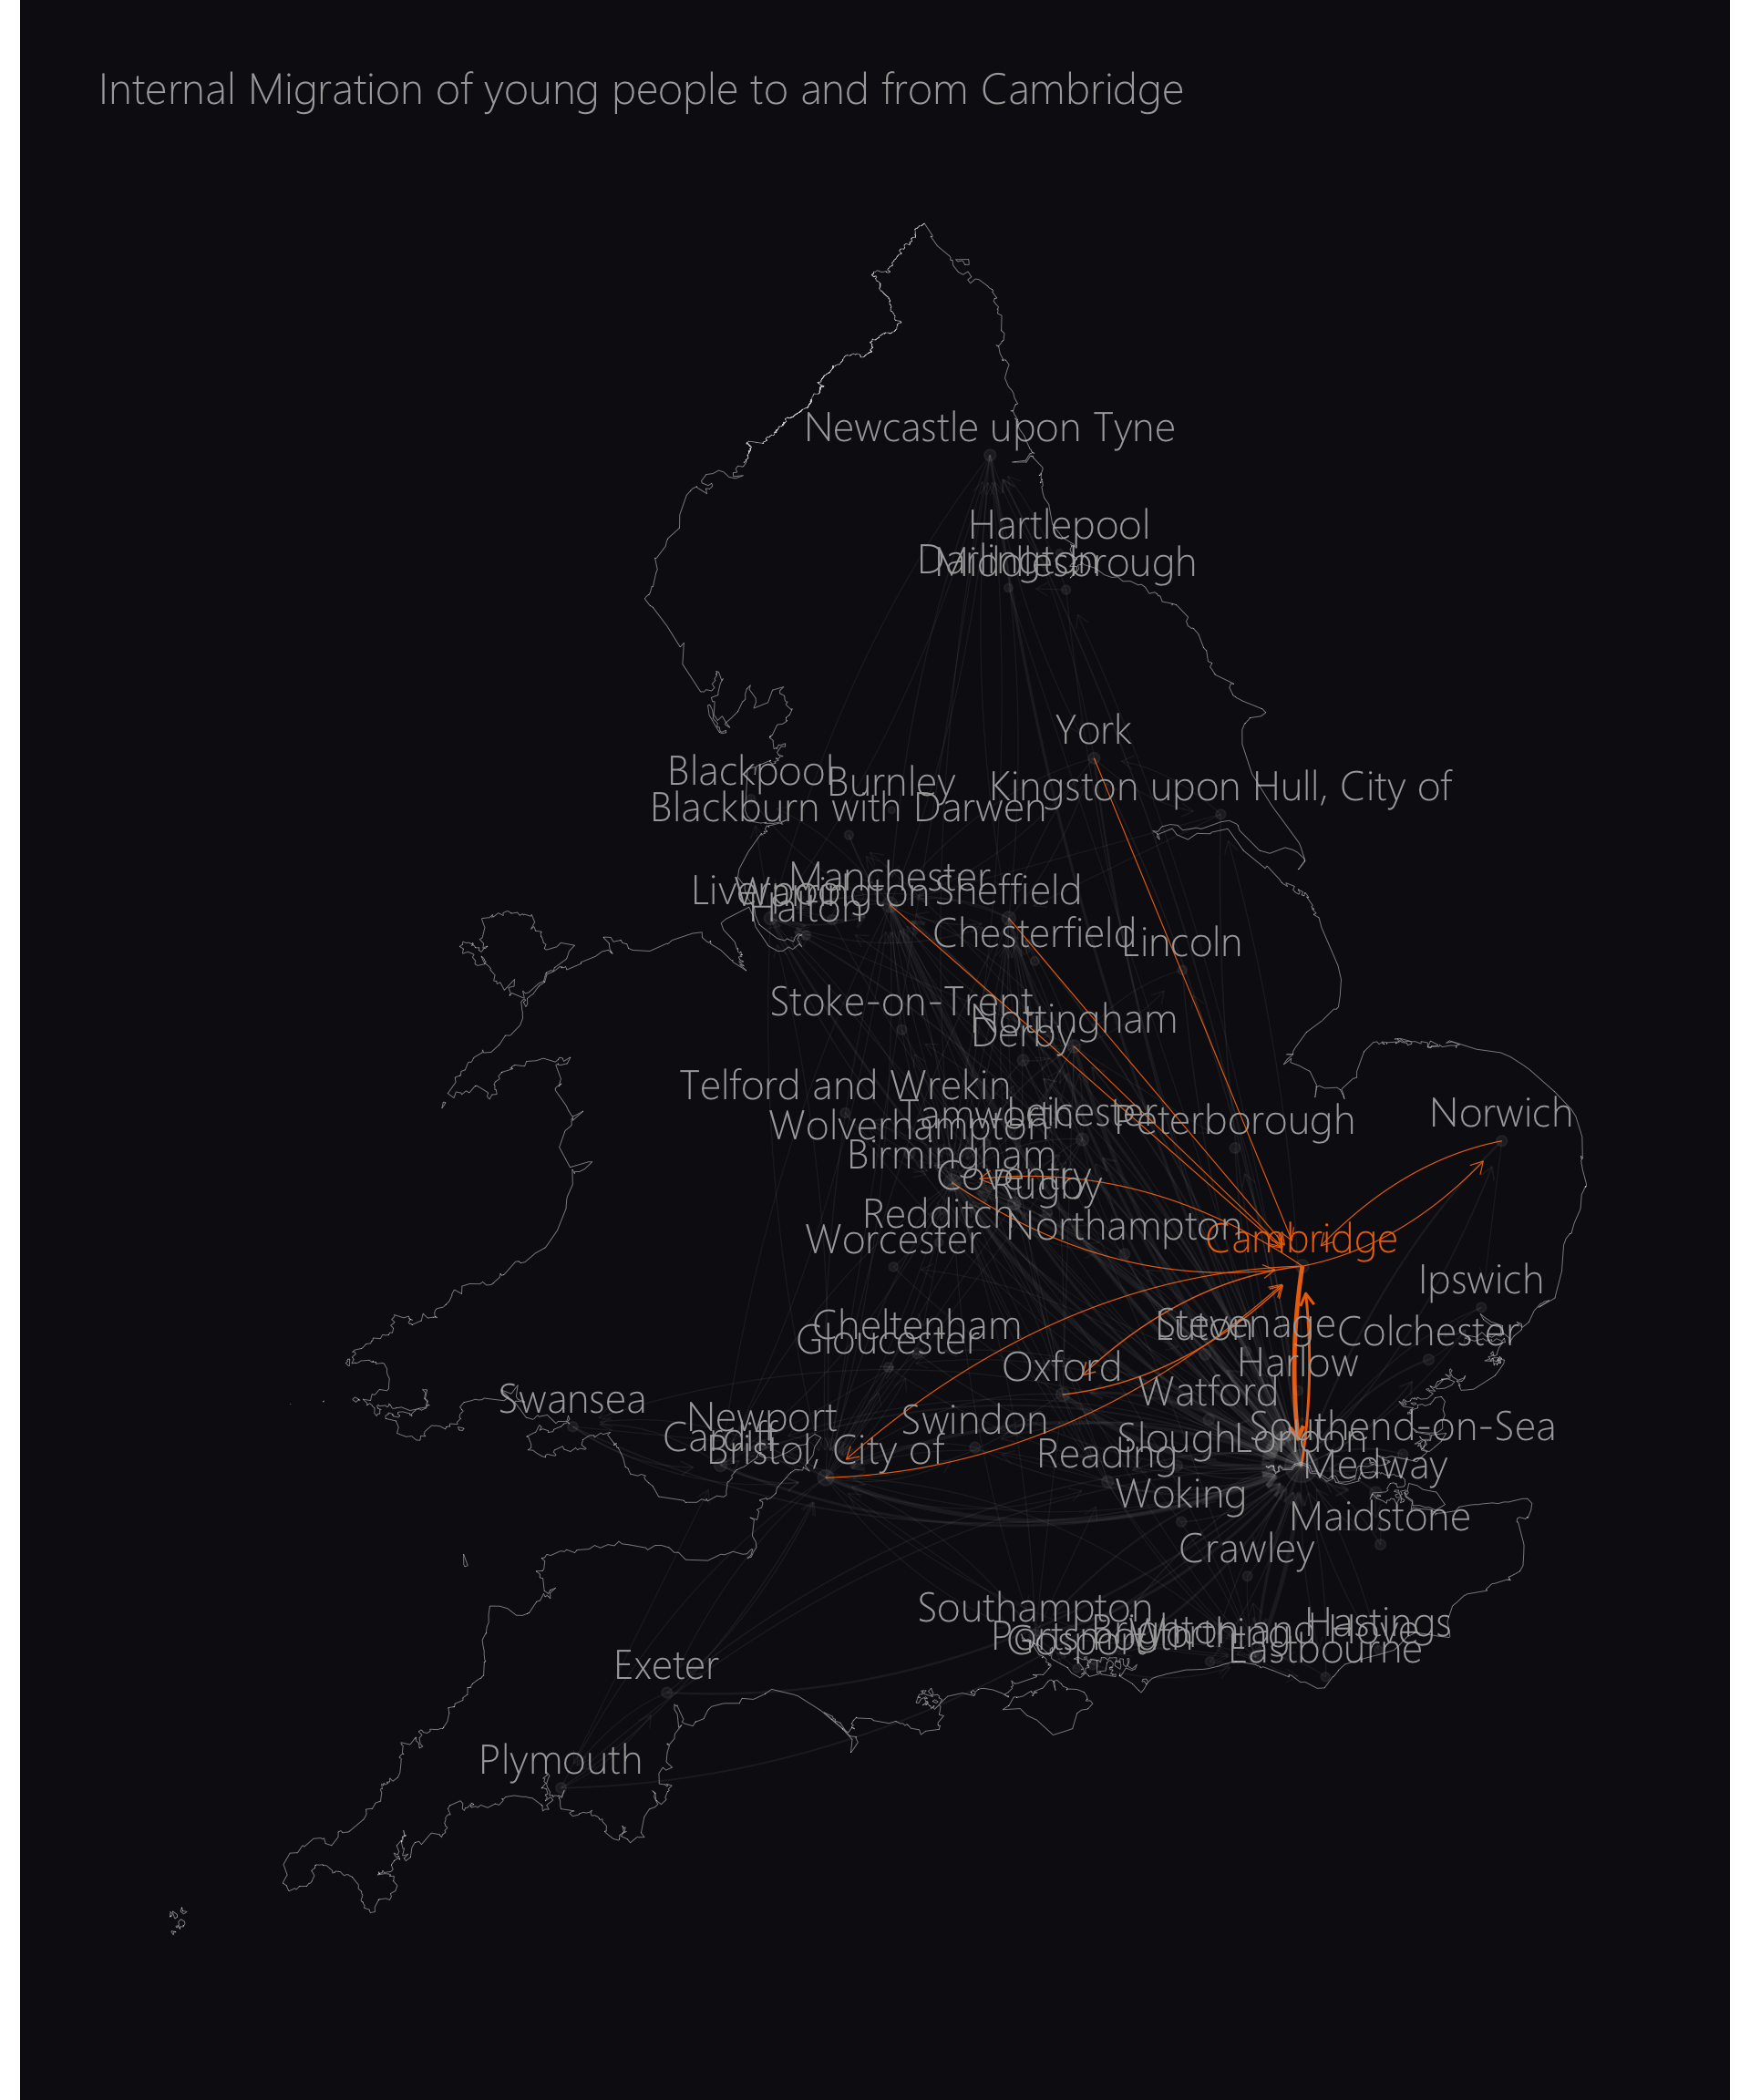 Internal Migration of young people to and from Cambridge
Newcastle upon Tyne
Hartlepool
Darlington
Middlesbrough
York
Blackpool
Burnley
Kingston upon Hull, City of
Blackburn with Darwen
Manchester
Liverpool
Warrington
Sheffield
Halton
Chesterfield
Lincoln
Stoke-on-Trent
Nottingham
Derby
Telford and Wrekin
Tamworth
Leicester
Peterborough
Norwich
Wolverhampton
Birmingham
Coventry
Rugby
Redditch
Northampton
Worcester
Cambridge
Ipswich
Cheltenham
Gloucester
Luton
Stevenage
Colchester
Oxford
Harlow
Watford
Swansea
Newport
Swindon
Cardiff
Bristol, City of
Reading
Slough
London
Southend-on-Sea
Medway
Woking
Maidstone
Crawley
Southampton
Portsmouth
Gosport
Brighton and Hove
Worthing
Hastings
Eastbourne
Exeter
Plymouth